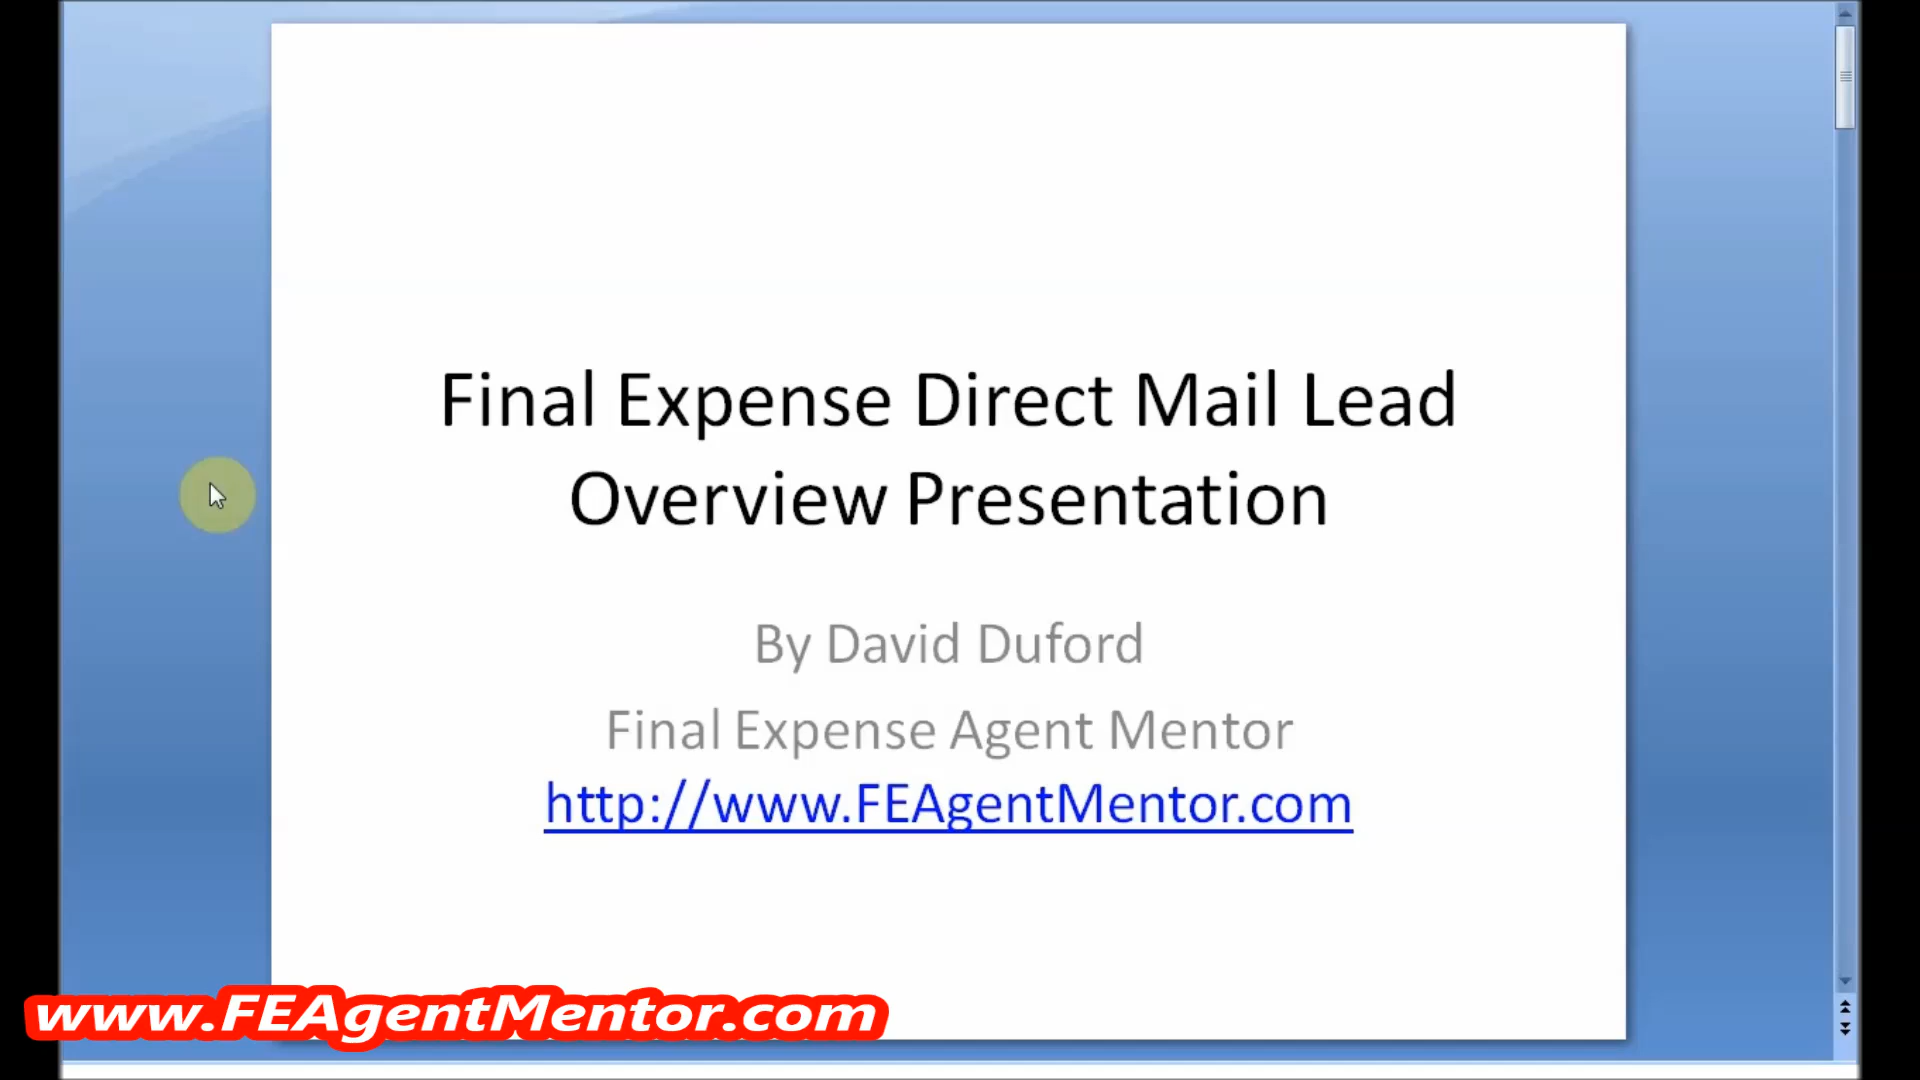 Final Expense Direct Mail Lead
Overview Presentation
By David Duford
Final Expense Agent Mentor
http://www.FEAgentMentor.com
www.FEAgentMentor.com